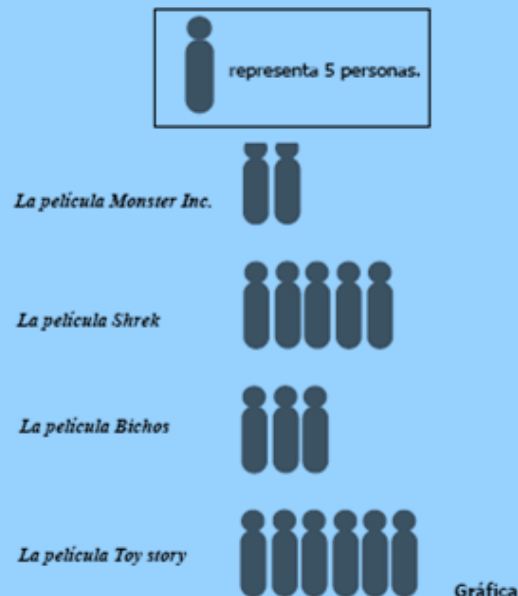 representa 5 personas.
La película Monster Inc.
La película Shrek
La película Bichos
La película Toy story
Gráfica